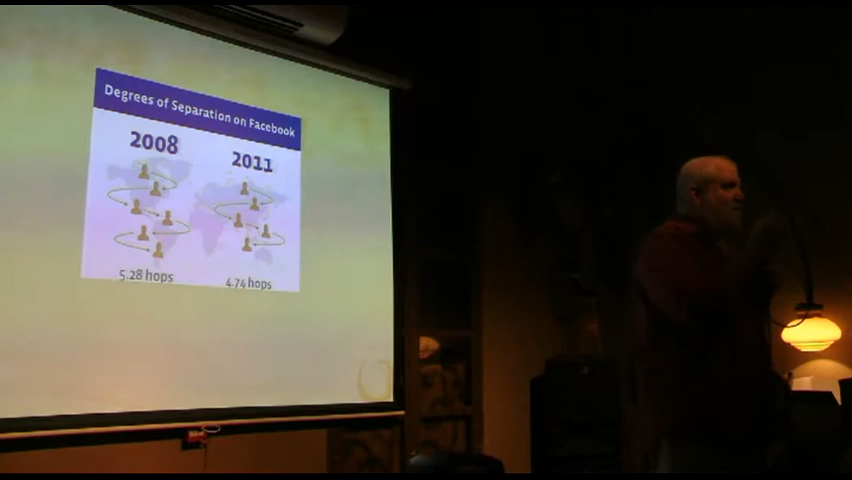 Degrees of Separation on Facebook
2008
2011
5.28 hops
4.74 hops